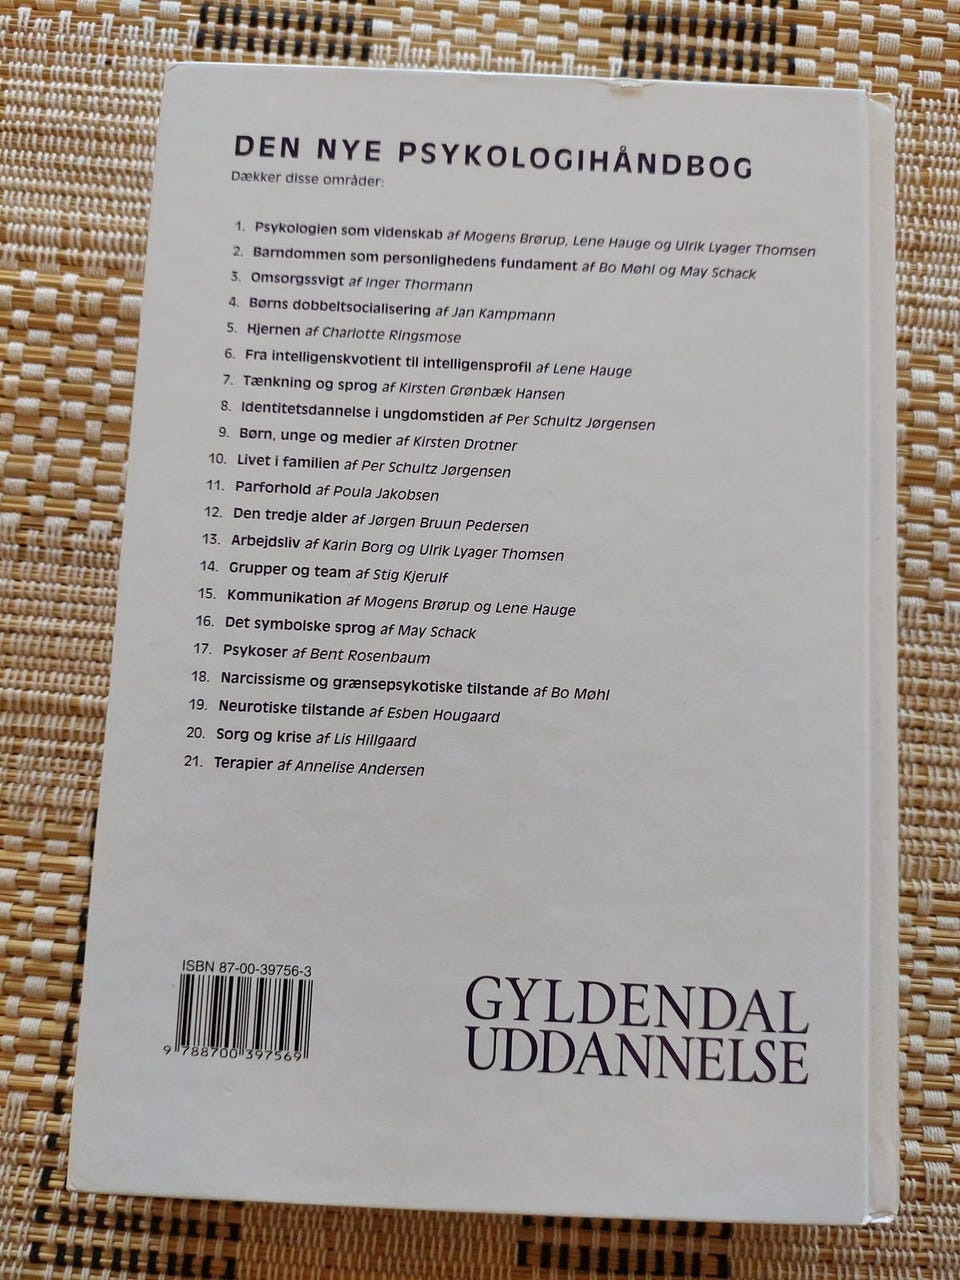 DEN NYE PSYKOLOGIHÅNDBOG
Dækker disse områder:
1. Psykologien som videnskab af Mogens Brørup, Lene Hauge og Ulrik Lyager Thomsen
2. Barndommen som personlighedens fundament af Bo Møhl og May Schack
3. Omsorgssvigt af Inger Thormann
4. Børns dobbeltsocialisering af Jan Kampmann
5. Hjernen af Charlotte Ringsmose
6. Fra intelligenskvotient til intelligensprofil af Lene Hauge
7. Tænkning og sprog af Kirsten Grønbæk Hansen
8. Identitetsdannelse i ungdomstiden af Per Schultz Jørgensen
9. Børn, unge og medier af Kirsten Drotner
10. Livet i familien af Per Schultz Jørgensen
11. Parforhold af Poula Jakobsen
12. Den tredje alder af Jørgen Bruun Pedersen
13. Arbejdsliv af Karin Borg og Ulrik Lyager Thomsen
14. Grupper og team af Stig Kjerulf
15. Kommunikation af Mogens Brørup og Lene Hauge
16. Det symbolske sprog af May Schack
17. Psykoser af Bent Rosenbaum
18. Narcissisme og grænsepsykotiske tilstande af Bo Møhl
19. Neurotiske tilstande af Esben Hougaard
20. Sorg og krise af Lis Hillgaard
21. Terapier af Annelise Andersen
ISBN 87-00-39756-3
9 788700 397569
GYLDENDAL
UDDANNELSE